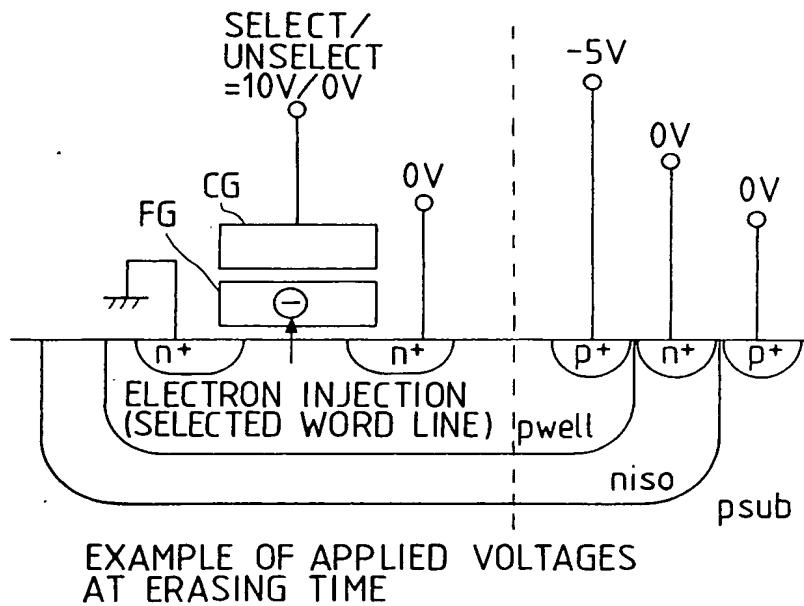 SELECT/
UNSELECT
=10V/0V
-5V
0V
0V
0V
CG
FG
n+
n+
p+
n+
p+
ELECTRON INJECTION
(SELECTED WORD LINE)
pwell
niso
psub
EXAMPLE OF APPLIED VOLTAGES
AT ERASING TIME